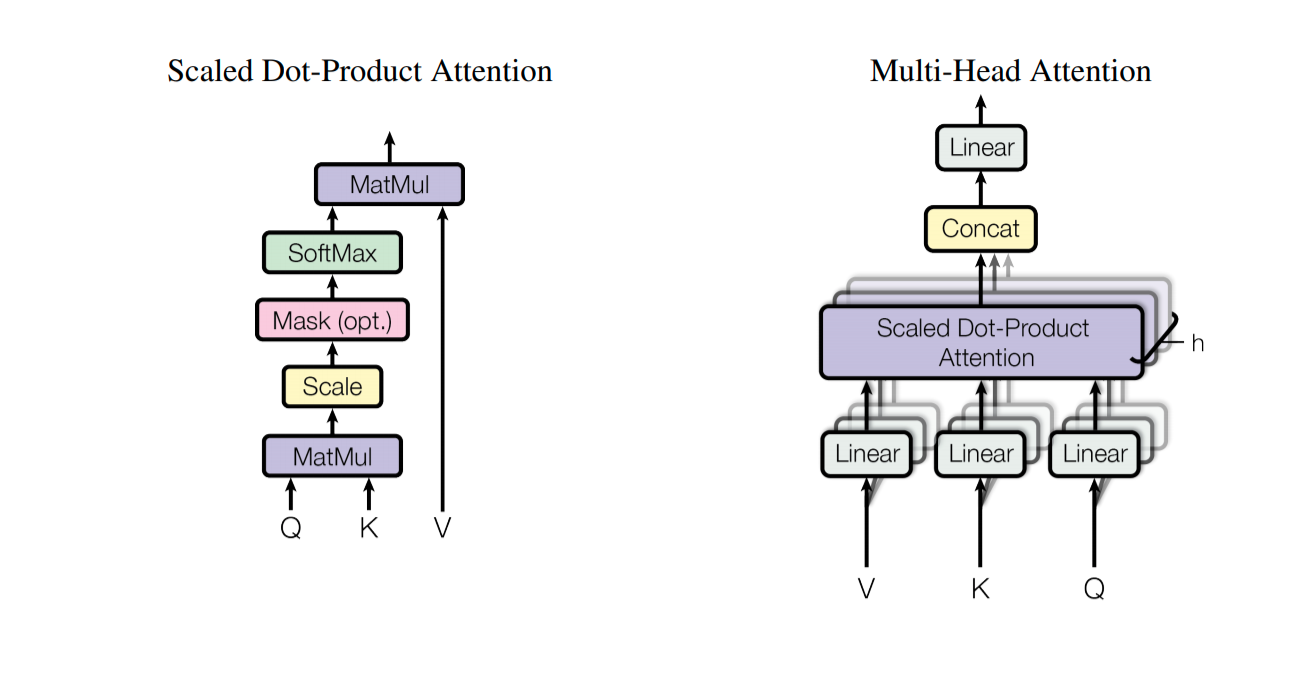 Scaled Dot-Product Attention
MatMul
SoftMax
Mask (opt.)
Scale
MatMul
Q K V
Multi-Head Attention
Linear
Concat
Scaled Dot-Product
Attention
h
Linear Linear Linear
V K Q